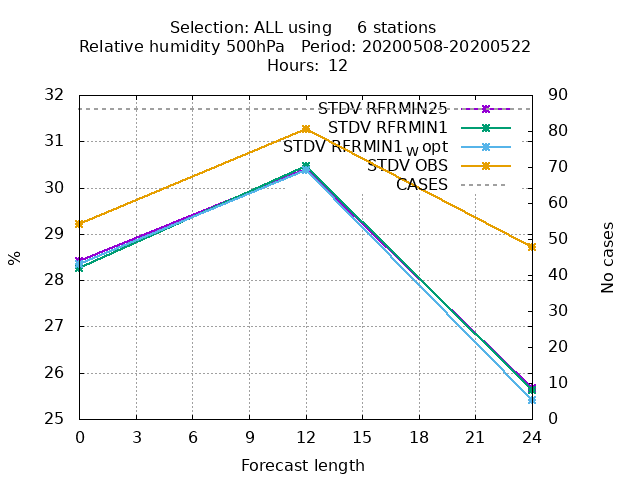 Selection: ALL using     6 stations
Relative humidity 500hPa   Period: 20200508-20200522
Hours:  12
32 90
STDV RFRMIN25
80
STDV RFRMIN1
31
STDV RFRMIN1 W opt
STDV OBS
70
CASES
30
60
29
50
%
No cases
28
40
30
27
20
26
10
25 0
0 3 6 9 12 15 18 21 24
Forecast length